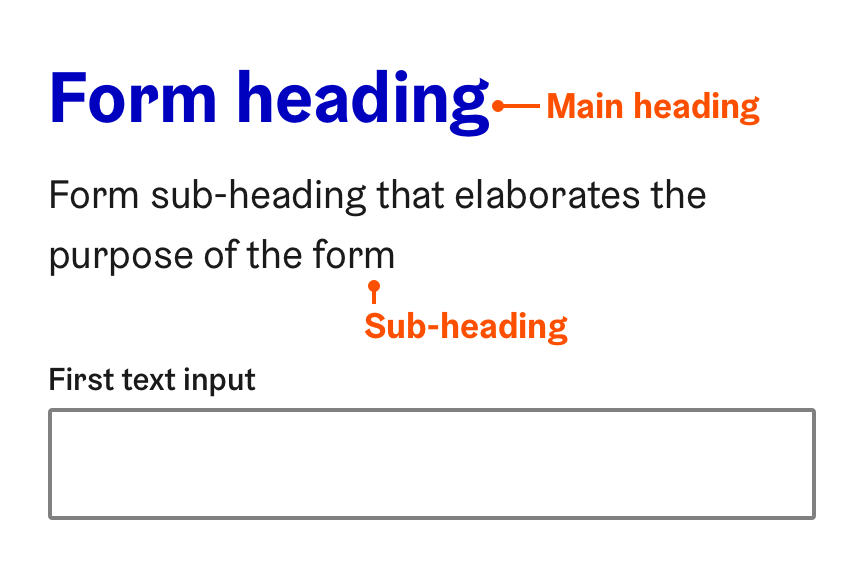 Form heading
Main heading
Form sub-heading that elaborates the
purpose of the form
Sub-heading
First text input